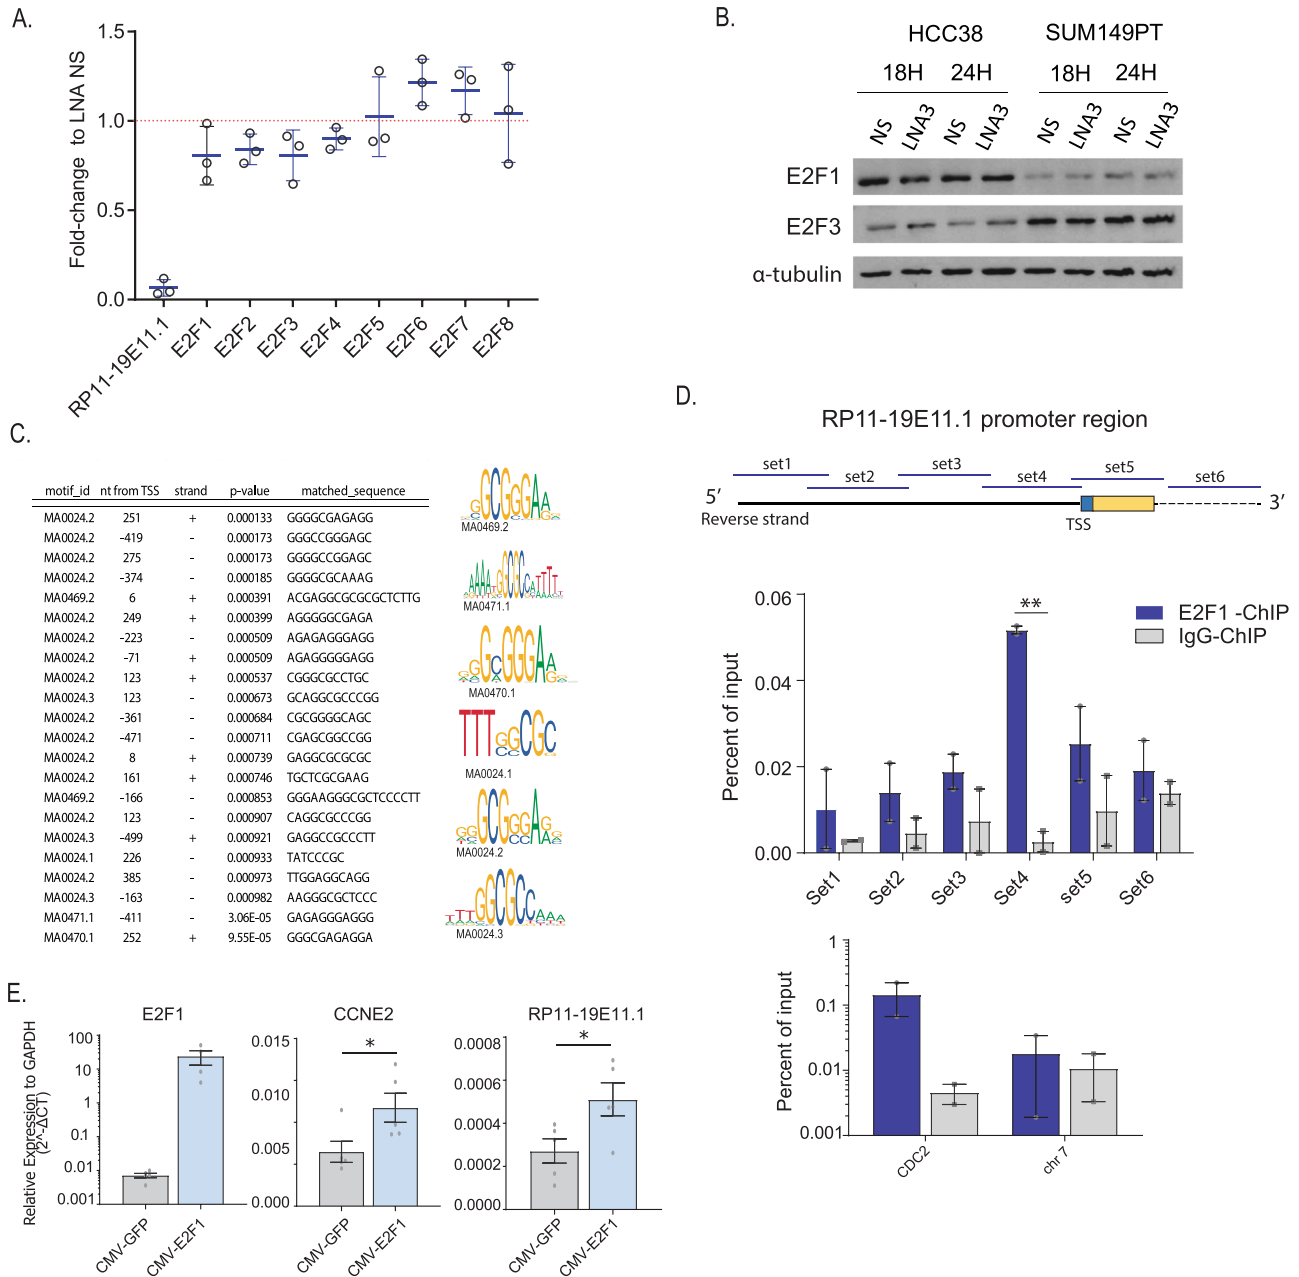 A.
Fold-change to LNA NS
1.5
1.0
0.5
0.0
RP11-19E11.1
E2F1
E2F2
E2F3
E2F4
E2F5
E2F6
E2F7
E2F8
B.
HCC38 SUM149PT
18H 24H 18H 24H
NS LNA3 NS LNA3 NS LNA3 NS LNA3
E2F1
E2F3
α-tubulin
C.
motif_id nt from TSS strand p-value matched_sequence
MA0024.2 251 + 0.000133 GGGGCGAGAGG
MA0024.2 -419 - 0.000173 GGGCCGGGAGC
MA0024.2 275 - 0.000173 GGGGCCGGAGC
MA0024.2 -374 - 0.000185 GGGGCGCAAAG
MA0469.2 6 + 0.000391 ACGAGGCGCGCGCTCTTG
MA0024.2 249 + 0.000399 AGGGGGCGAGA
MA0024.2 -223 - 0.000509 AGAGAGGGAGG
MA0024.2 -71 + 0.000509 AGAGGGGGAGG
MA0024.2 123 + 0.000537 CGGGCGCCTGC
MA0024.3 123 - 0.000673 GCAGGCGCCCGG
MA0024.2 -361 - 0.000684 CGCGGGGCAGC
MA0024.2 -471 - 0.000711 CGAGCGGCCGG
MA0024.2 8 + 0.000739 GAGGCGCGCGC
MA0024.2 161 + 0.000746 TGCTCGCGAAG
MA0469.2 -166 - 0.000853 GGGAAGGGCGCTCCCCTT
MA0024.2 123 - 0.000907 CAGGCGCCCGG
MA0024.3 -499 + 0.000921 GAGGCCGCCCTT
MA0024.1 226 - 0.000933 TATCCCGC
MA0024.2 385 - 0.000973 TTGGAGGCAGG
MA0024.3 -163 - 0.000982 AAGGGCGCTCCC
MA0471.1 -411 - 3.06E-05 GAGAGGGAGGG
MA0470.1 252 + 9.55E-05 GGGCGAGAGGA
MA0469.2
MA0471.1
MA0470.1
MA0024.1
MA0024.2
MA0024.3
D.
RP11-19E11.1 promoter region
set1 set2 set3 set4 set5 set6
5′ 3′
Reverse strand
TSS
Percent of input
0.06
0.04
0.02
0.00
**
E2F1 -ChIP
IgG-ChIP
Set1
Set2
Set3
Set4
set5
Set6
Percent of input
1
0.1
0.01
0.001
CDC2
chr 7
E.
Relative Expression to GAPDH
(2^-ΔCT)
E2F1
100
10
1
0.1
0.01
0.001
CMV-GFP
CMV-E2F1
CCNE2
*
0.015
0.010
0.005
0.000
CMV-GFP
CMV-E2F1
RP11-19E11.1
*
0.0008
0.0006
0.0004
0.0002
0.0000
CMV-GFP
CMV-E2F1